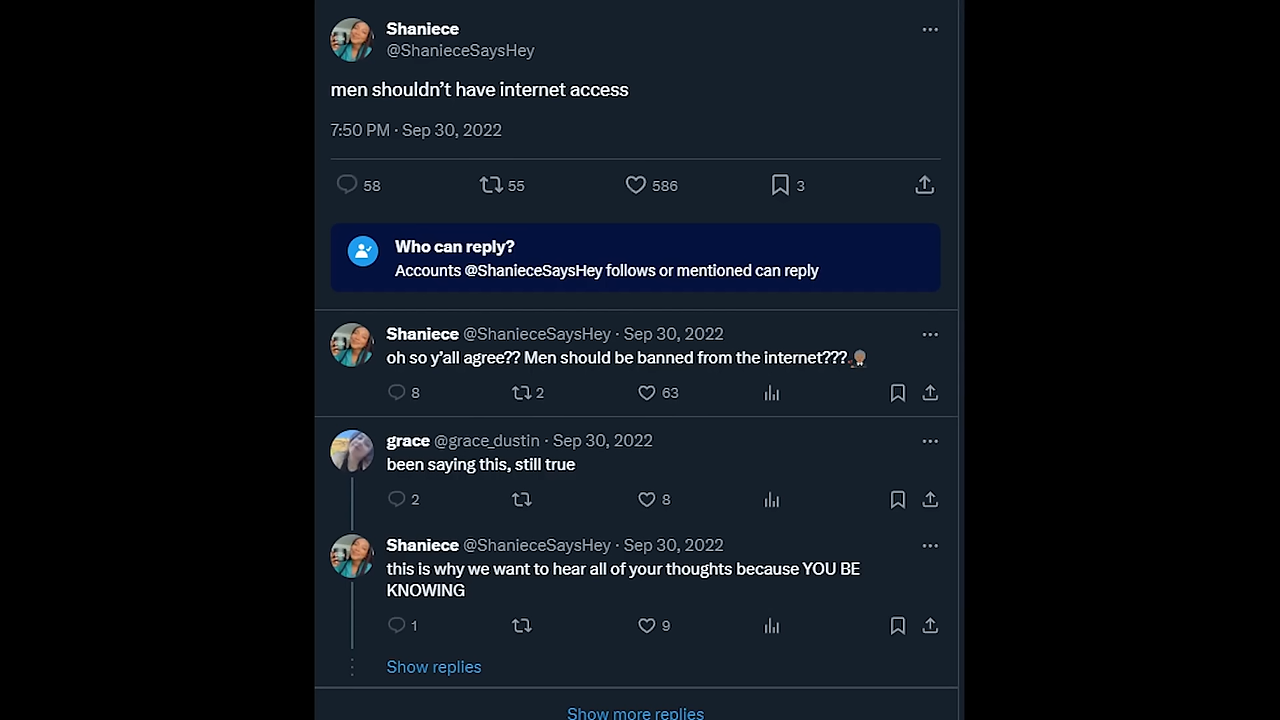 Shaniece
@ShanieceSaysHey
men shouldn’t have internet access
7:50 PM · Sep 30, 2022
58 55 586 3
Who can reply?
Accounts @ShanieceSaysHey follows or mentioned can reply
Shaniece @ShanieceSaysHey · Sep 30, 2022
oh so y’all agree?? Men should be banned from the internet???
8 2 63
grace @grace_dustin · Sep 30, 2022
been saying this, still true
2 8
Shaniece @ShanieceSaysHey · Sep 30, 2022
this is why we want to hear all of your thoughts because YOU BE
KNOWING
1 9
Show replies
Show more replies